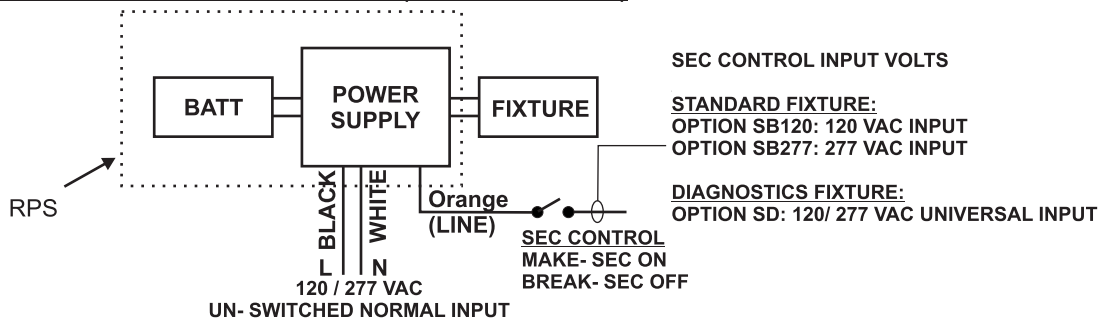 SEC CONTROL INPUT VOLTS
BATT
POWER
SUPPLY
FIXTURE
STANDARD FIXTURE:
OPTION SB120: 120 VAC INPUT
OPTION SB277: 277 VAC INPUT
DIAGNOSTICS FIXTURE:
OPTION SD: 120/ 277 VAC UNIVERSAL INPUT
RPS
L BLACK
N WHITE
Orange
(LINE)
SEC CONTROL
MAKE- SEC ON
BREAK- SEC OFF
120 / 277 VAC
UN- SWITCHED NORMAL INPUT